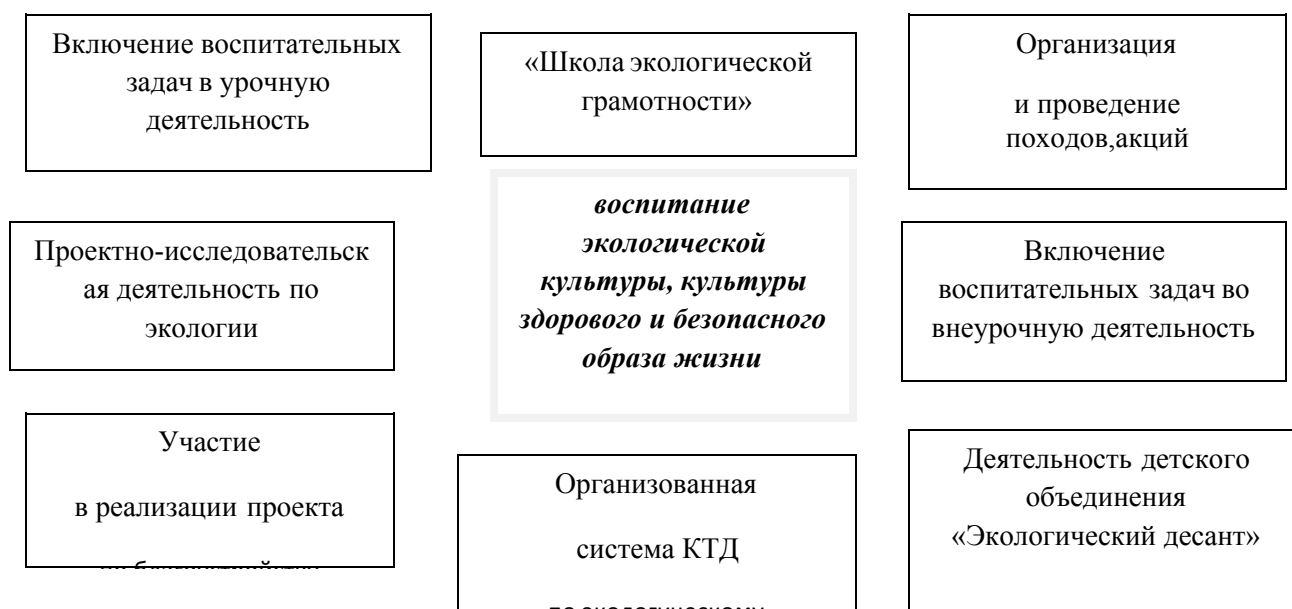 Включение воспитательных
задач в урочную
деятельность
«Школа экологической
грамотности»
Организация
и проведение
походов,акций
Проектно-исследовательск
ая деятельность по
экологии
воспитание
экологической
культуры, культуры
здорового и безопасного
образа жизни
Включение
воспитательных задач во
внеурочную деятельность
Участие
в реализации проекта
Организованная
система КТД
по экологическому
Деятельность детского
объединения
«Экологический десант»